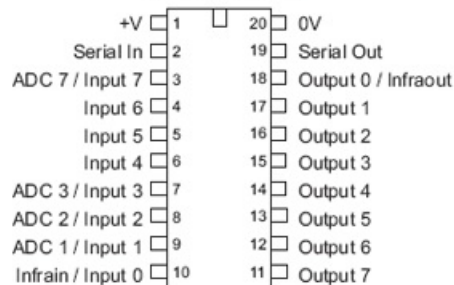 +V 1 20 0V
Serial In 2 19 Serial Out
ADC 7 / Input 7 3 18 Output 0 / Infraout
Input 6 4 17 Output 1
Input 5 5 16 Output 2
Input 4 6 15 Output 3
ADC 3 / Input 3 7 14 Output 4
ADC 2 / Input 2 8 13 Output 5
ADC 1 / Input 1 9 12 Output 6
Infrain / Input 0 10 11 Output 7